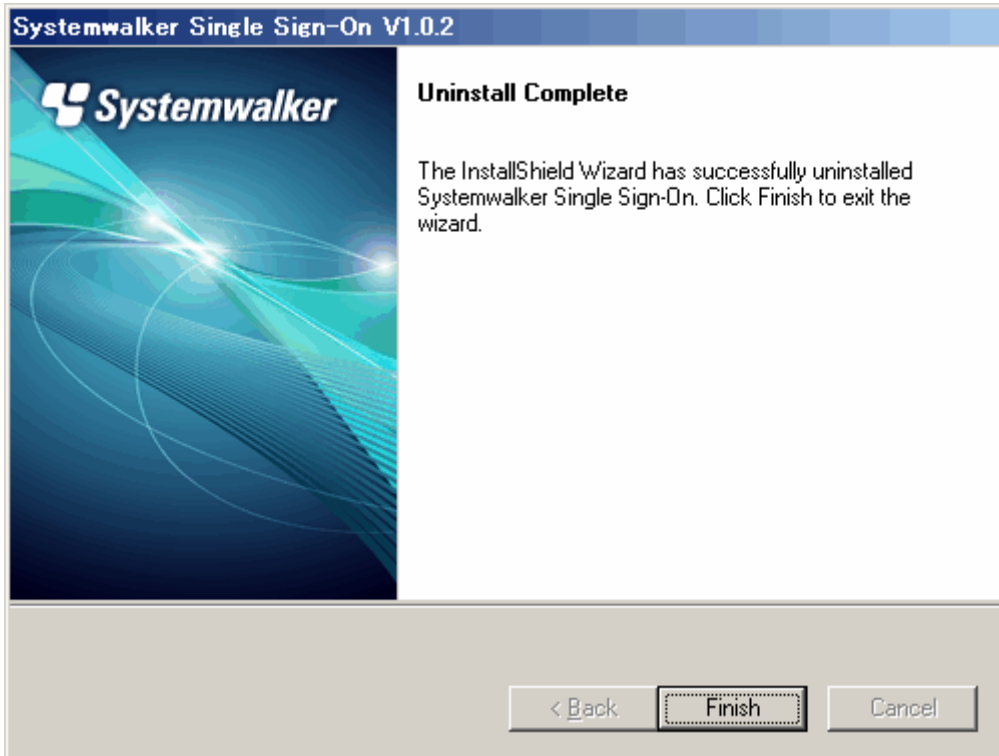 Systemwalker Single Sign-On V1.0.2
Systemwalker
Uninstall Complete
The InstallShield Wizard has successfully uninstalled
Systemwalker Single Sign-On. Click Finish to exit the
wizard.
< Back
Finish
Cancel